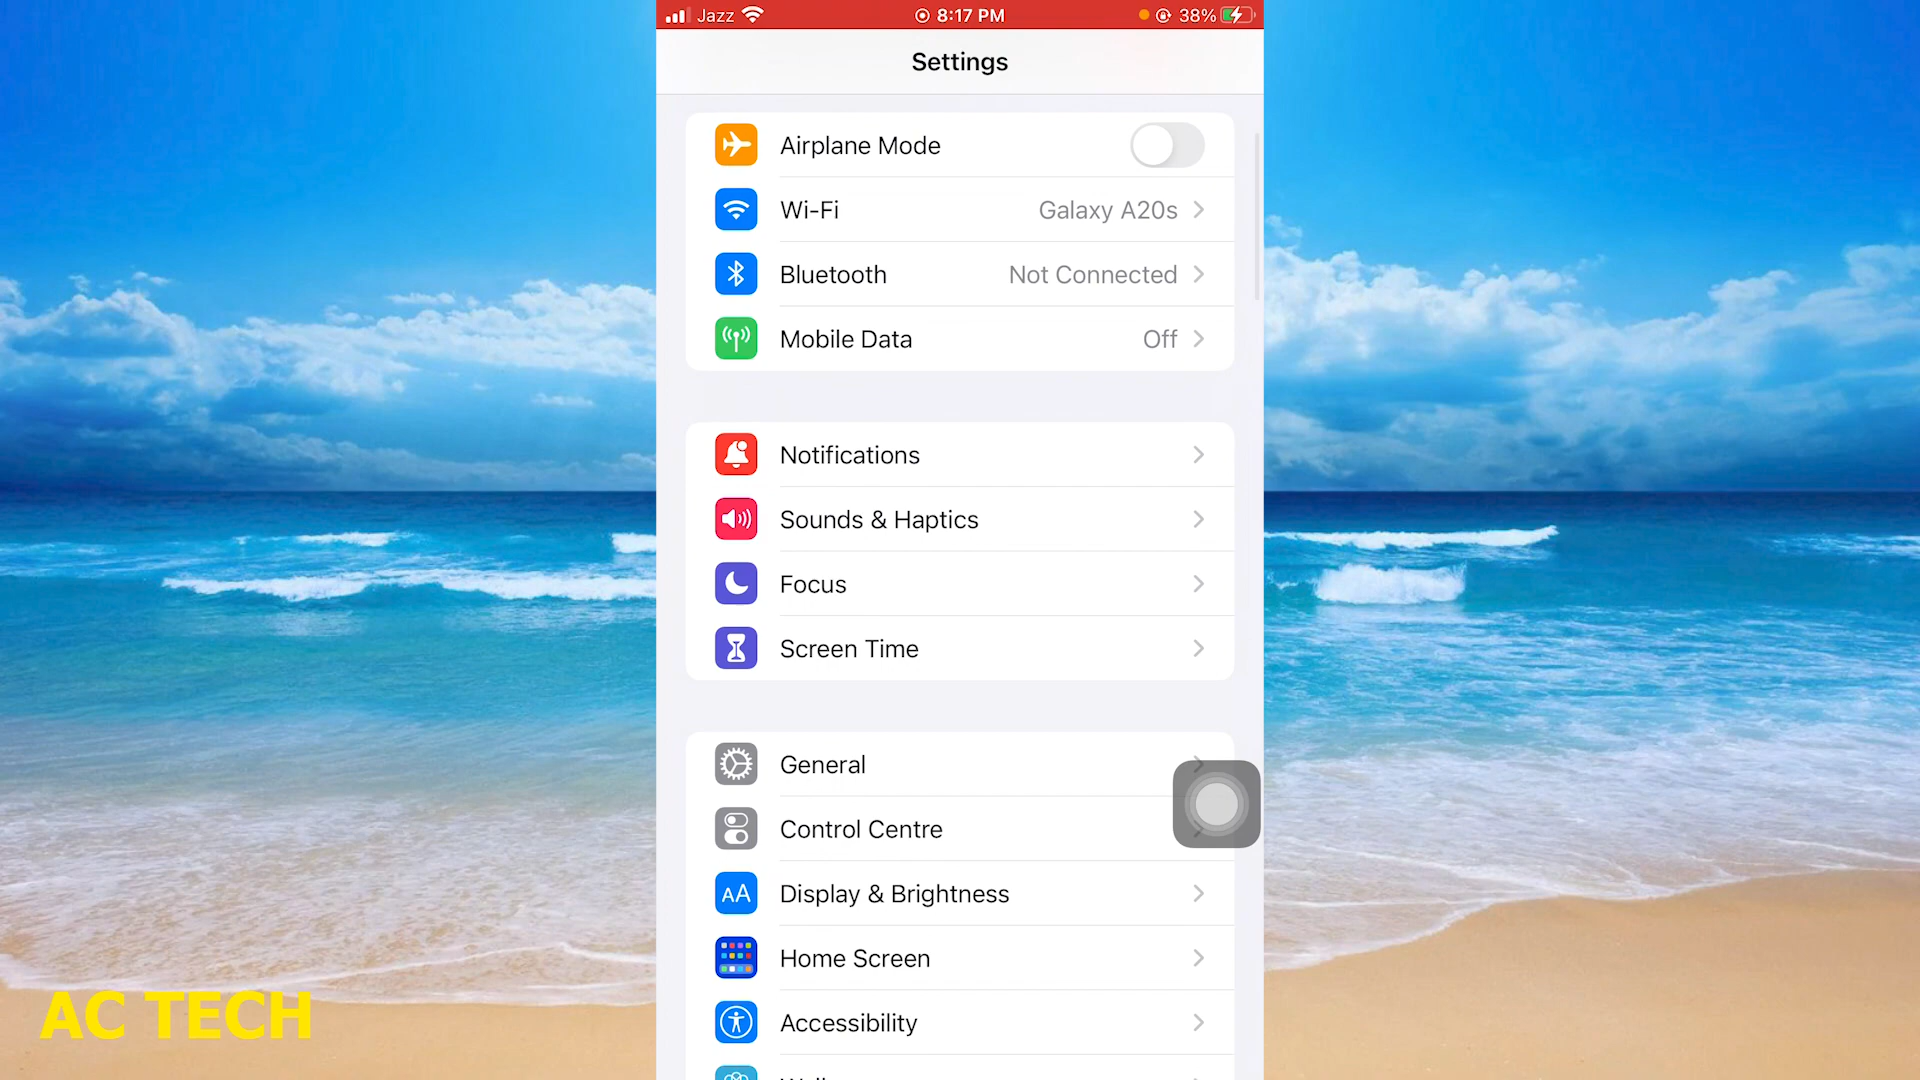 Jazz 8:17 PM 38%
Settings
Airplane Mode
Wi-Fi Galaxy A20s
Bluetooth Not Connected
Mobile Data Off
Notifications
Sounds & Haptics
Focus
Screen Time
General
Control Centre
AA Display & Brightness
Home Screen
Accessibility
AC TECH